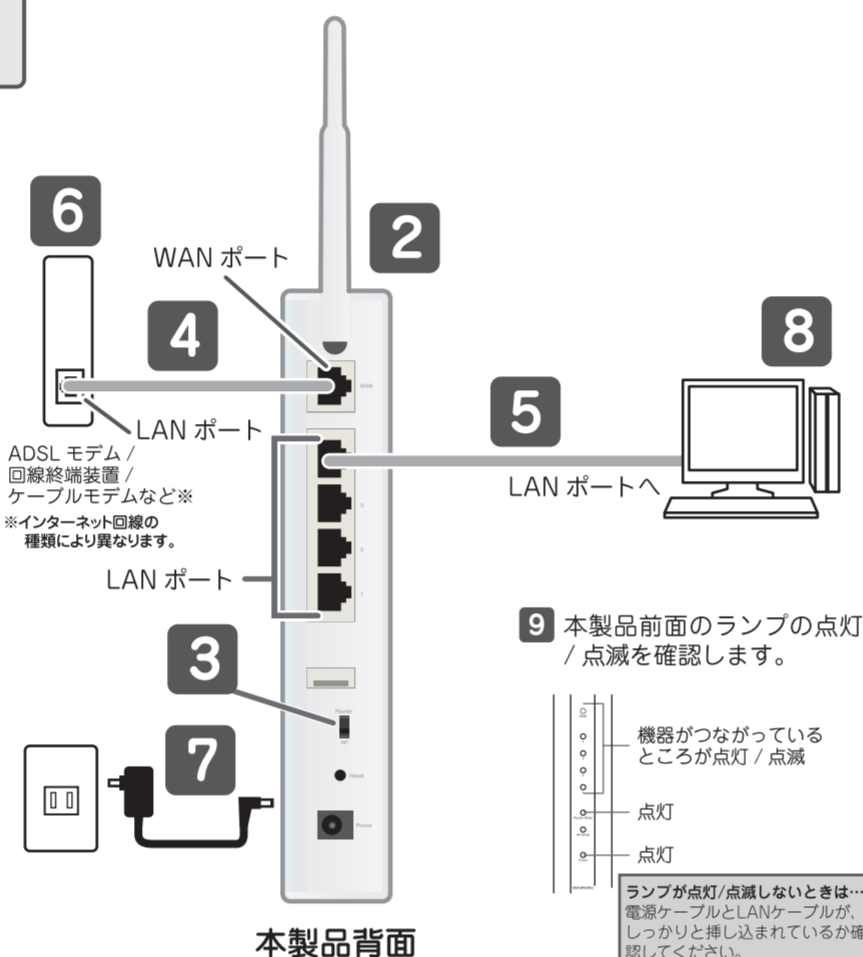 6
2
WAN ポート
4
8
WAN
5
LAN ポート
ADSL モデム /
回線終端装置 /
ケーブルモデムなど※
※インターネット回線の
種類により異なります。
LAN ポートへ
3
2
1
LAN ポート
3
Router
AP
7
Reset
Power
本製品背面
9 本製品前面のランプの点灯
/ 点滅を確認します。
機器がつながっている
ところが点灯 / 点滅
点灯
点灯
ランプが点灯/点滅しないときは…
電源ケーブルとLANケーブルが、
しっかりと挿し込まれているか確
認してください。